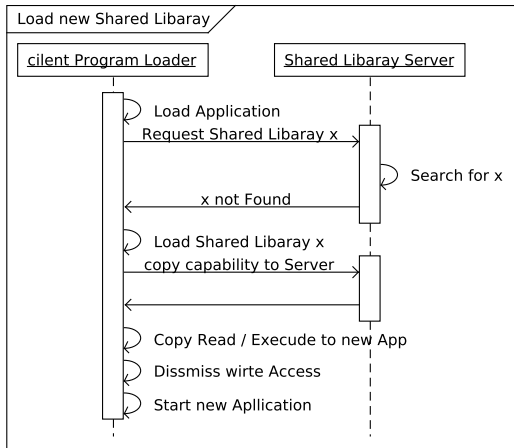 Load new Shared Libaray
cilent Program Loader
Shared Libaray Server
Load Application
Request Shared Libaray x
Search for x
x not Found
Load Shared Libaray x
copy capability to Server
Copy Read / Execude to new App
Dissmiss wirte Access
Start new Apllication